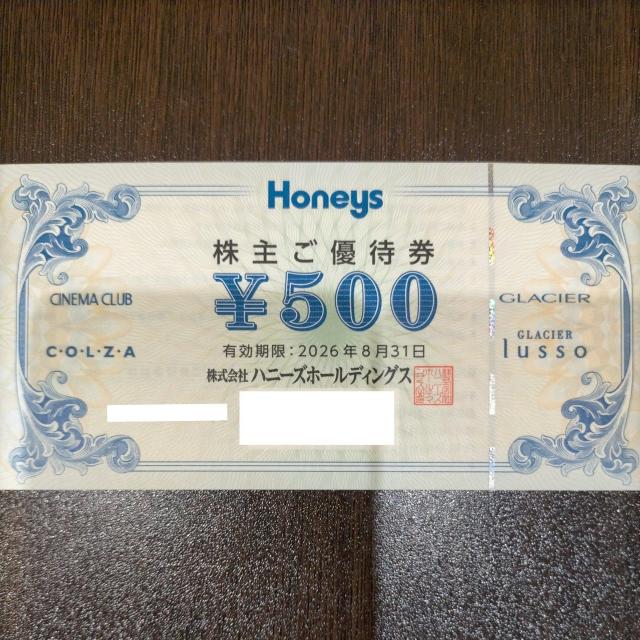 Honeys
株主ご優待券
¥500
CINEMA CLUB
GLACIER
C・O・L・Z・A
GLACIER
lusso
有効期限：2026年8月31日
株式会社ハニーズホールディングス